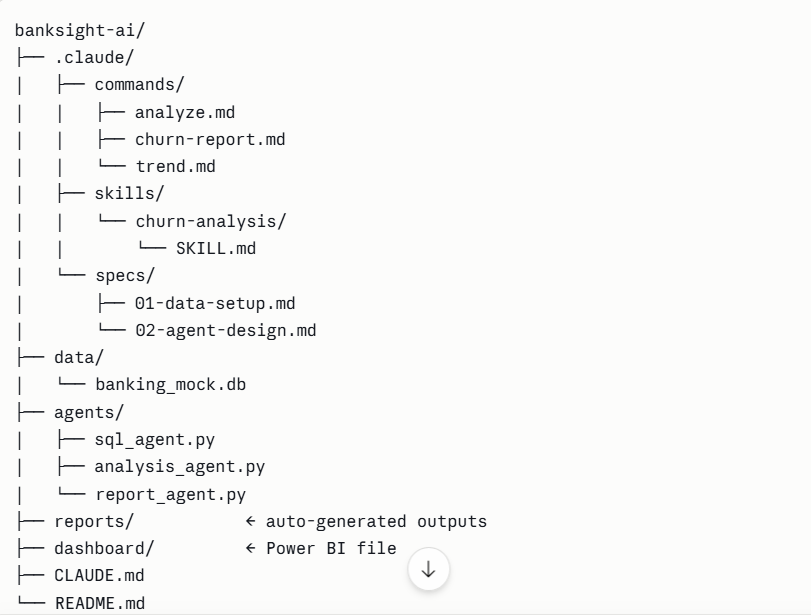 banksight-ai/
├── .claude/
│   ├── commands/
│   │   ├── analyze.md
│   │   ├── churn-report.md
│   │   └── trend.md
│   ├── skills/
│   │   └── churn-analysis/
│   │       └── SKILL.md
│   └── specs/
│       ├── 01-data-setup.md
│       └── 02-agent-design.md
├── data/
│   └── banking_mock.db
├── agents/
│   ├── sql_agent.py
│   ├── analysis_agent.py
│   └── report_agent.py
├── reports/           ← auto-generated outputs
├── dashboard/         ← Power BI file
├── CLAUDE.md
└── README.md